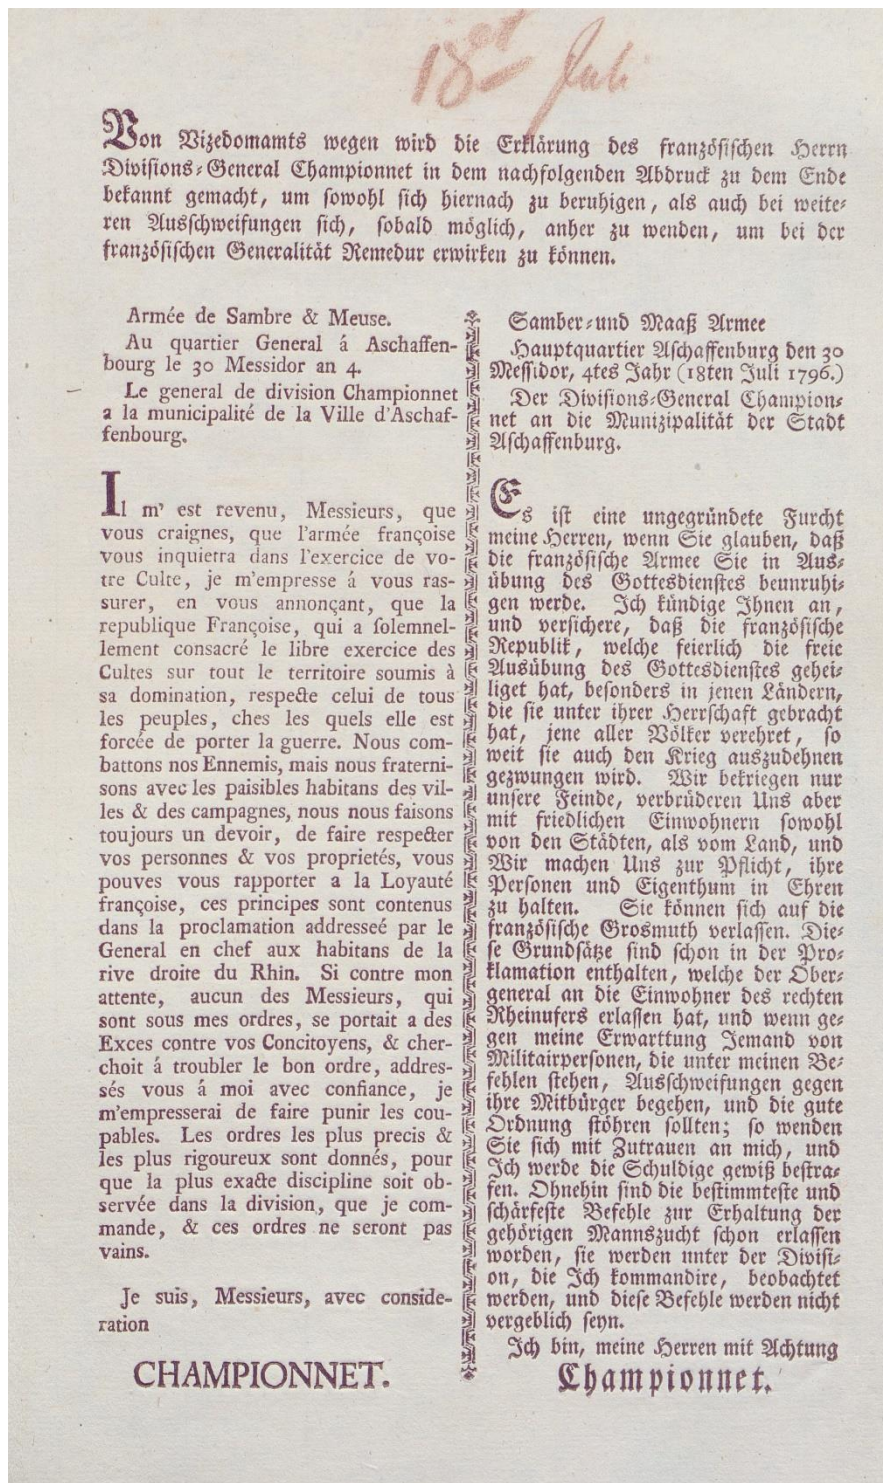 18et Juli
Von Vizedomamts wegen wird die Erklärung des französischen Herrn
Divisions-General Championnet in dem nachfolgenden Abdruck zu dem Ende
bekannt gemacht, um sowohl sich hiernach zu beruhigen, als auch bei weite-
ren Ausschweifungen sich, sobald möglich, anher zu wenden, um bei der
französischen Generalität Remedur erwirken zu können.
Armée de Sambre & Meuse.
Au quartier General á Aschaffen-
bourg le 30 Messidor an 4.
Le general de division Championnet
a la municipalité de la Ville d'Aschaf-
fenbourg.
Il m' est revenu, Messieurs, que
vous craignes, que l'armée françoise
vous inquietra dans l'exercice de vo-
tre Culte, je m'empresse á vous ras-
surer, en vous annonçant, que la
republique Françoise, qui a solemnel-
lement consacré le libre exercice des
Cultes sur tout le territoire soumis à
sa domination, respecte celui de tous
les peuples, ches les quels elle est
forcée de porter la guerre. Nous com-
battons nos Ennemis, mais nous fraterni-
sons avec les paisibles habitans des vil-
les & des campagnes, nous nous faisons
toujours un devoir, de faire respecter
vos personnes & vos proprietés, vous
pouves vous rapporter a la Loyauté
françoise, ces principes sont contenus
dans la proclamation addresseé par le
General en chef aux habitans de la
rive droite du Rhin. Si contre mon
attente, aucun des Messieurs, qui
sont sous mes ordres, se portait a des
Exces contre vos Concitoyens, & cher-
choit á troubler le bon ordre, addres-
sés vous á moi avec confiance, je
m'empresserai de faire punir les cou-
pables. Les ordres les plus precis &
les plus rigoureux sont donnés, pour
que la plus exacte discipline soit ob-
servée dans la division, que je com-
mande, & ces ordres ne seront pas
vains.
Je suis, Messieurs, avec conside-
ration
CHAMPIONNET.
Samber-und Maaß Armee
Hauptquartier Aschaffenburg den 30
Messidor, 4tes Jahr (18ten Juli 1796.)
Der Divisions-General Champion-
net an die Munizipalität der Stadt
Aschaffenburg.
Es ist eine ungegründete Furcht
meine Herren, wenn Sie glauben, daß
die französische Armee Sie in Aus-
übung des Gottesdienstes beunruhi-
gen werde. Ich kündige Ihnen an,
und versichere, daß die französische
Republik, welche feierlich die freie
Ausübung des Gottesdienstes gehei-
liget hat, besonders in jenen Ländern,
die sie unter ihrer Herrschaft gebracht
hat, jene aller Völker verehret, so
weit sie auch den Krieg auszudehnen
gezwungen wird. Wir bekriegen nur
unsere Feinde, verbrüderen Uns aber
mit friedlichen Einwohnern sowohl
von den Städten, als vom Land, und
Wir machen Uns zur Pflicht, ihre
Personen und Eigenthum in Ehren
zu halten. Sie können sich auf die
französische Grosmuth verlassen. Die-
se Grundsätze sind schon in der Pro-
klamation enthalten, welche der Ober-
general an die Einwohner des rechten
Rheinufers erlassen hat, und wenn ge-
gen meine Erwarttung Jemand von
Militairpersonen, die unter meinen Be-
fehlen stehen, Ausschweifungen gegen
ihre Mitbürger begehen, und die gute
Ordnung stöhren sollten; so wenden
Sie sich mit Zutrauen an mich, und
Ich werde die Schuldige gewiß bestra-
fen. Ohnehin sind die bestimmteste und
schärfeste Befehle zur Erhaltung der
gehörigen Mannszucht schon erlassen
worden, sie werden unter der Divisi-
on, die Ich kommandire, beobachtet
werden, und diese Befehle werden nicht
vergeblich seyn.
Ich bin, meine Herren mit Achtung
Championnet.